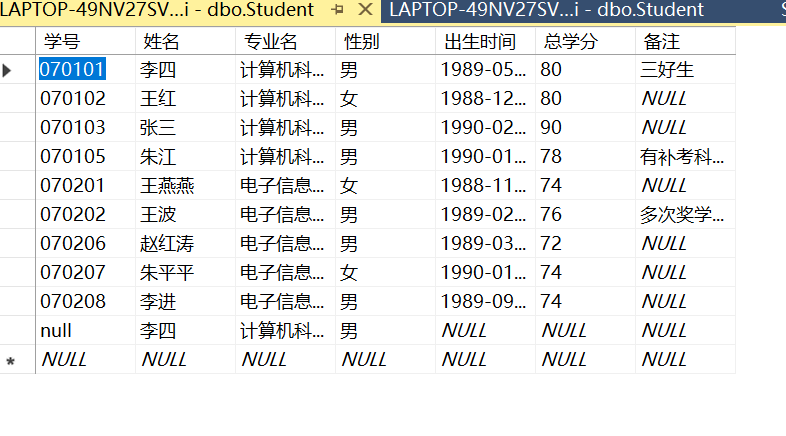 LAPTOP-49NV27SV...i - dbo.Student LAPTOP-49NV27SV...i - dbo.Student S
学号 姓名 专业名 性别 出生时间 总学分 备注
070101 李四 计算机科... 男 1989-05... 80 三好生
070102 王红 计算机科... 女 1988-12... 80 NULL
070103 张三 计算机科... 男 1990-02... 90 NULL
070105 朱江 计算机科... 男 1990-01... 78 有补考科...
070201 王燕燕 电子信息... 女 1988-11... 74 NULL
070202 王波 电子信息... 男 1989-02... 76 多次奖学...
070206 赵红涛 电子信息... 男 1989-03... 72 NULL
070207 朱平平 电子信息... 女 1990-01... 74 NULL
070208 李进 电子信息... 男 1989-09... 74 NULL
null 李四 计算机科... 男 NULL NULL NULL
NULL NULL NULL NULL NULL NULL NULL